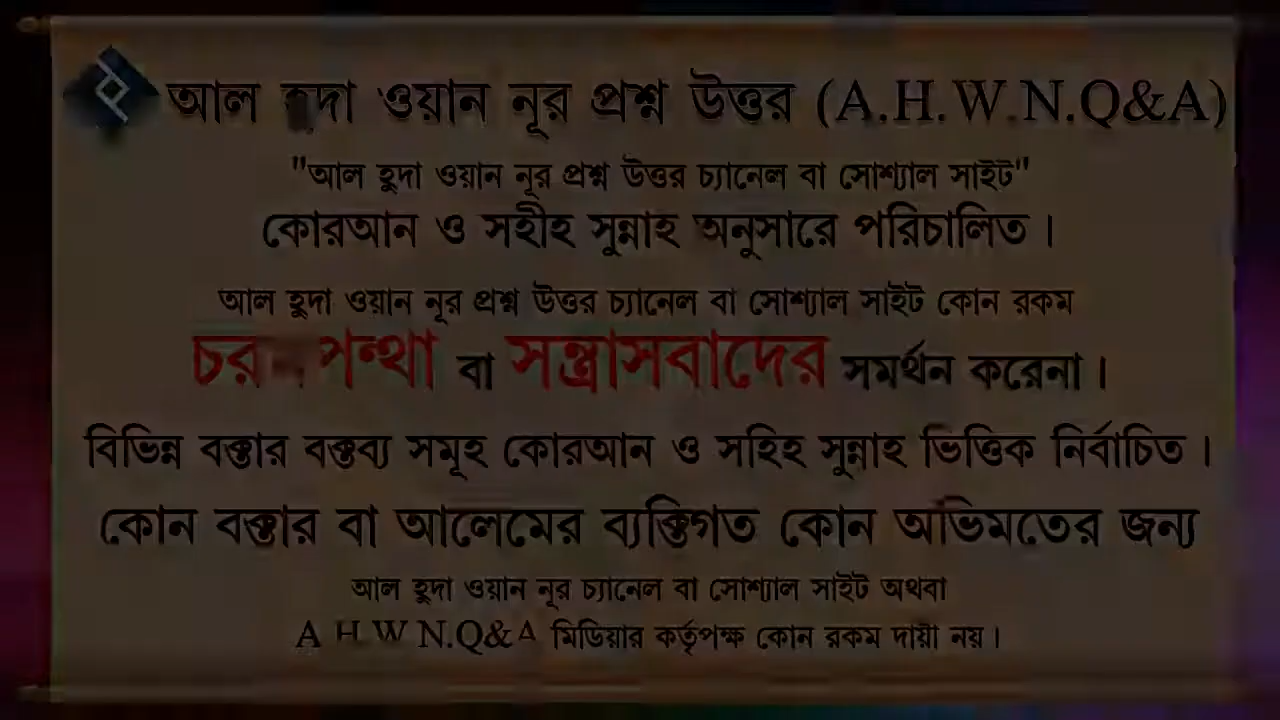 আল হুদা ওয়ান নূর প্রশ্ন উত্তর (A.H.W.N.Q&A)
"আল হুদা ওয়ান নূর প্রশ্ন উত্তর চ্যানেল বা সোশ্যাল সাইট"
কোরআন ও সহীহ সুন্নাহ অনুসারে পরিচালিত ।
আল হুদা ওয়ান নূর প্রশ্ন উত্তর চ্যানেল বা সোশ্যাল সাইট কোন রকম
চরমপন্থা বা সন্ত্রাসবাদের সমর্থন করেনা ।
বিভিন্ন বক্তার বক্তব্য সমূহ কোরআন ও সহিহ সুন্নাহ ভিত্তিক নির্বাচিত ।
কোন বক্তার বা আলেমের ব্যক্তিগত কোন অভিমতের জন্য
আল হুদা ওয়ান নূর চ্যানেল বা সোশ্যাল সাইট অথবা
A.H.W.N.Q&A মিডিয়ার কর্তৃপক্ষ কোন রকম দায়ী নয় ।